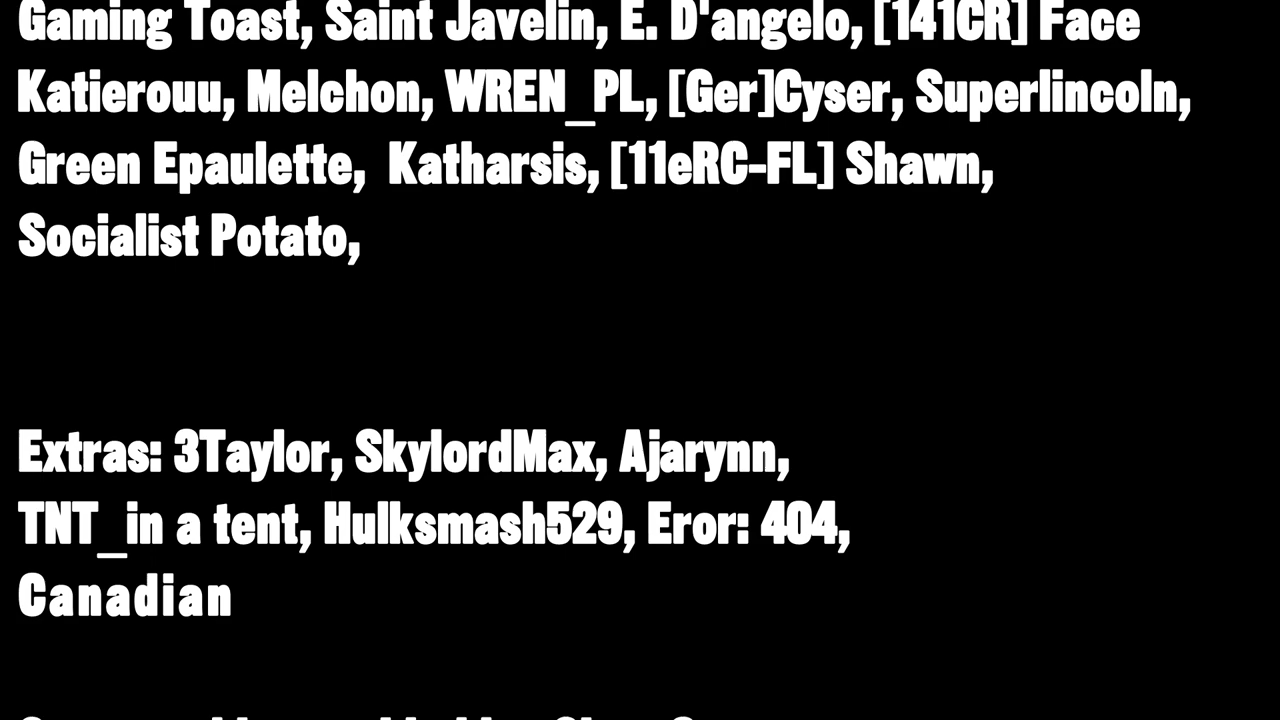 Gaming Toast, Saint Javelin, E. D'angelo, [141CR] Face
Katierouu, Melchon, WREN_PL, [Ger]Cyser, Superlincoln,
Green Epaulette,  Katharsis, [11eRC-FL] Shawn,
Socialist Potato,
Extras: 3Taylor, SkylordMax, Ajarynn,
TNT_in a tent, Hulksmash529, Eror: 404,
Canadian